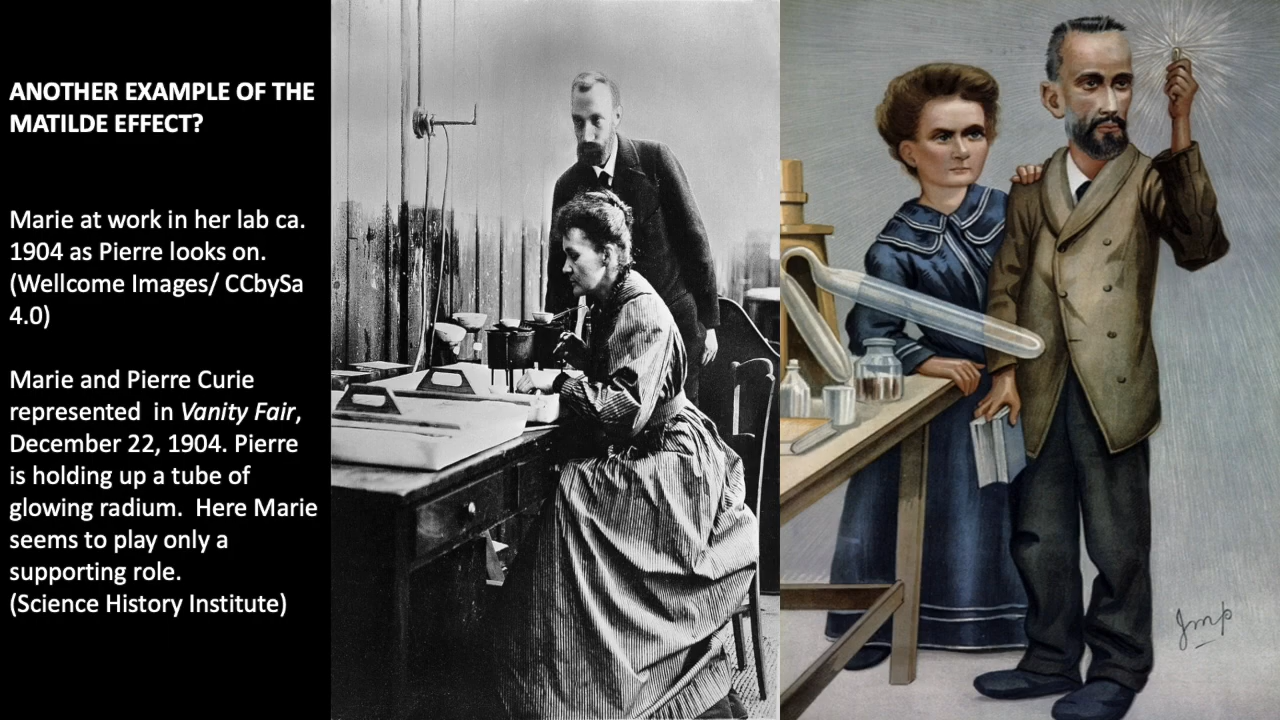 ANOTHER EXAMPLE OF THE
MATILDE EFFECT?
Marie at work in her lab ca.
1904 as Pierre looks on.
(Wellcome Images/ CCbySa
4.0)
Marie and Pierre Curie
represented in Vanity Fair,
December 22, 1904. Pierre
is holding up a tube of
glowing radium. Here Marie
seems to play only a
supporting role.
(Science History Institute)
Jmp